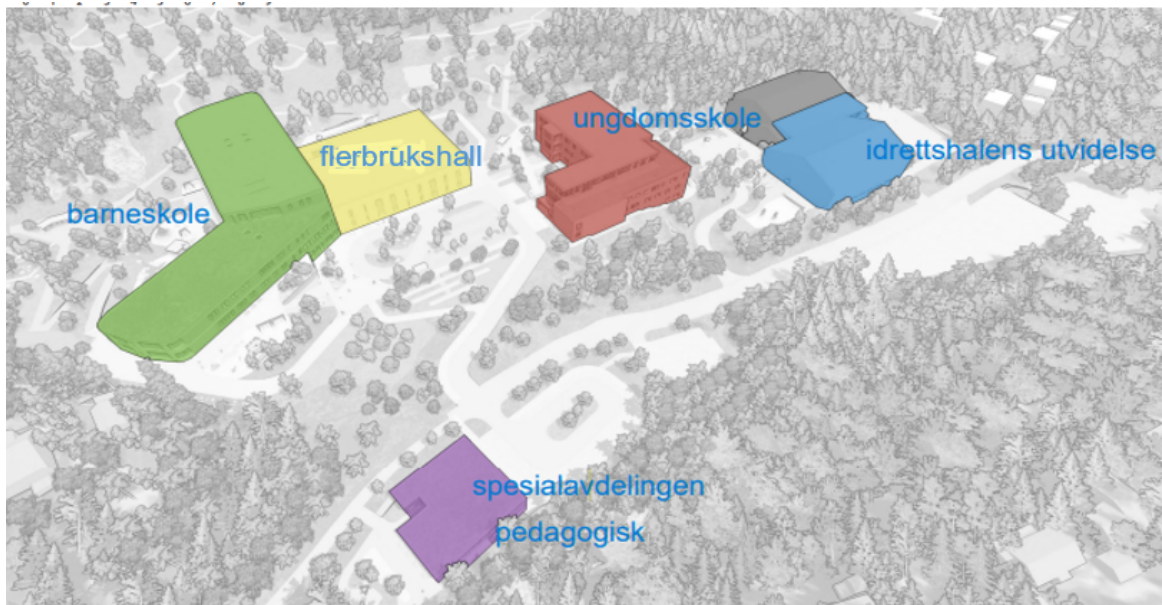 ungdomsskole
flerbrukshall
idrettshalens utvidelse
barneskole
spesialavdelingen
pedagogisk